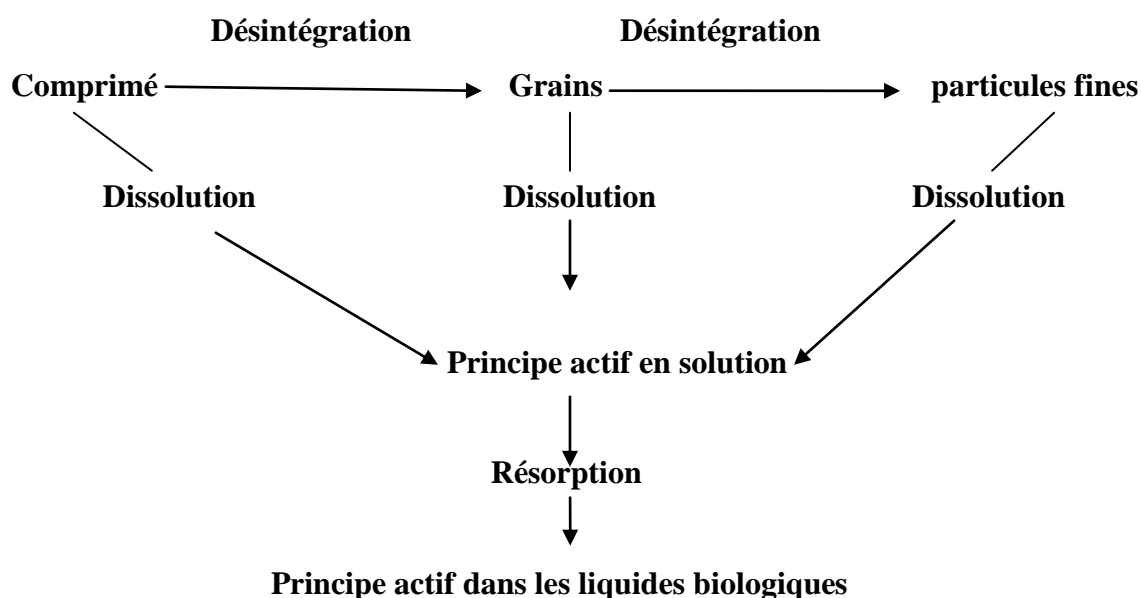 Désintégration Désintégration
Comprimé Grains particules fines
Dissolution Dissolution Dissolution
Principe actif en solution
Résorption
Principe actif dans les liquides biologiques